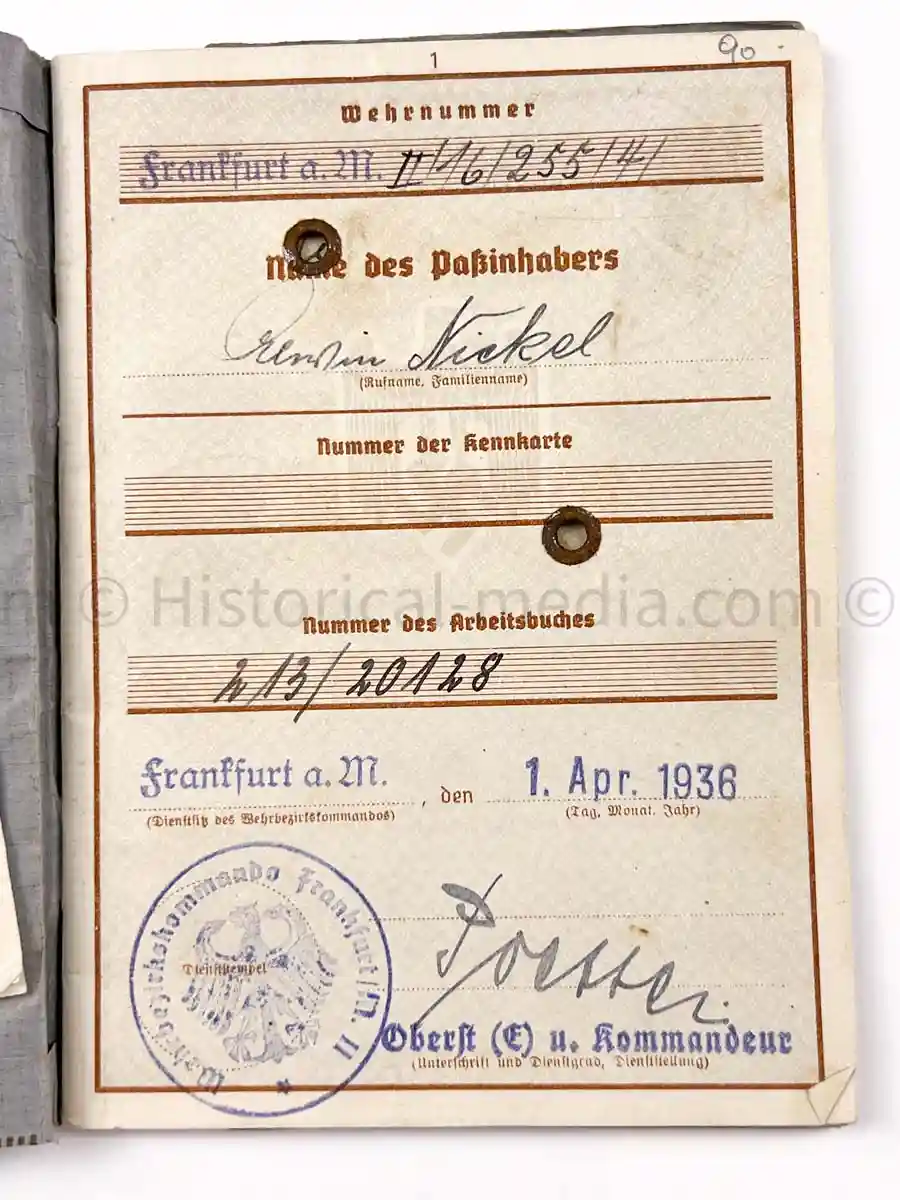 1
90
Wehrnummer
Frankfurt a. M. II/16/255/4/
Name des Paßinhabers
Erwin Nickel
(Rufname, Familienname)
Nummer der Kennkarte
© Historical-media.com ©
Nummer des Arbeitsbuches
213/20128
Frankfurt a. M. , den 1. Apr. 1936
(Dienstsitz des Wehrbezirkskommandos) (Tag, Monat, Jahr)
Wehrbezirkskommando Frankfurt/M. II
Dienststempel
Oberst (E) u. Kommandeur
(Unterschrift und Dienstgrad, Dienststellung)